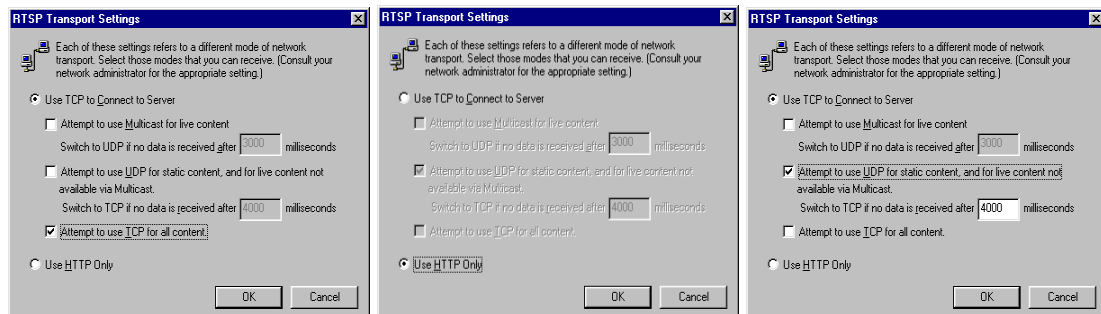 RTSP Transport Settings
Each of these settings refers to a different mode of network
transport. Select those modes that you can receive. (Consult your
network administrator for the appropriate setting.)
Use TCP to Connect to Server
Attempt to use Multicast for live content
Switch to UDP if no data is received after 3000 milliseconds
Attempt to use UDP for static content, and for live content not
available via Multicast.
Switch to TCP if no data is received after 4000 milliseconds
Attempt to use TCP for all content.
Use HTTP Only
OK Cancel
RTSP Transport Settings
Each of these settings refers to a different mode of network
transport. Select those modes that you can receive. (Consult your
network administrator for the appropriate setting.)
Use TCP to Connect to Server
Attempt to use Multicast for live content
Switch to UDP if no data is received after 3000 milliseconds
Attempt to use UDP for static content, and for live content not
available via Multicast.
Switch to TCP if no data is received after 4000 milliseconds
Attempt to use TCP for all content.
Use HTTP Only
OK Cancel
RTSP Transport Settings
Each of these settings refers to a different mode of network
transport. Select those modes that you can receive. (Consult your
network administrator for the appropriate setting.)
Use TCP to Connect to Server
Attempt to use Multicast for live content
Switch to UDP if no data is received after 3000 milliseconds
Attempt to use UDP for static content, and for live content not
available via Multicast.
Switch to TCP if no data is received after 4000 milliseconds
Attempt to use TCP for all content.
Use HTTP Only
OK Cancel